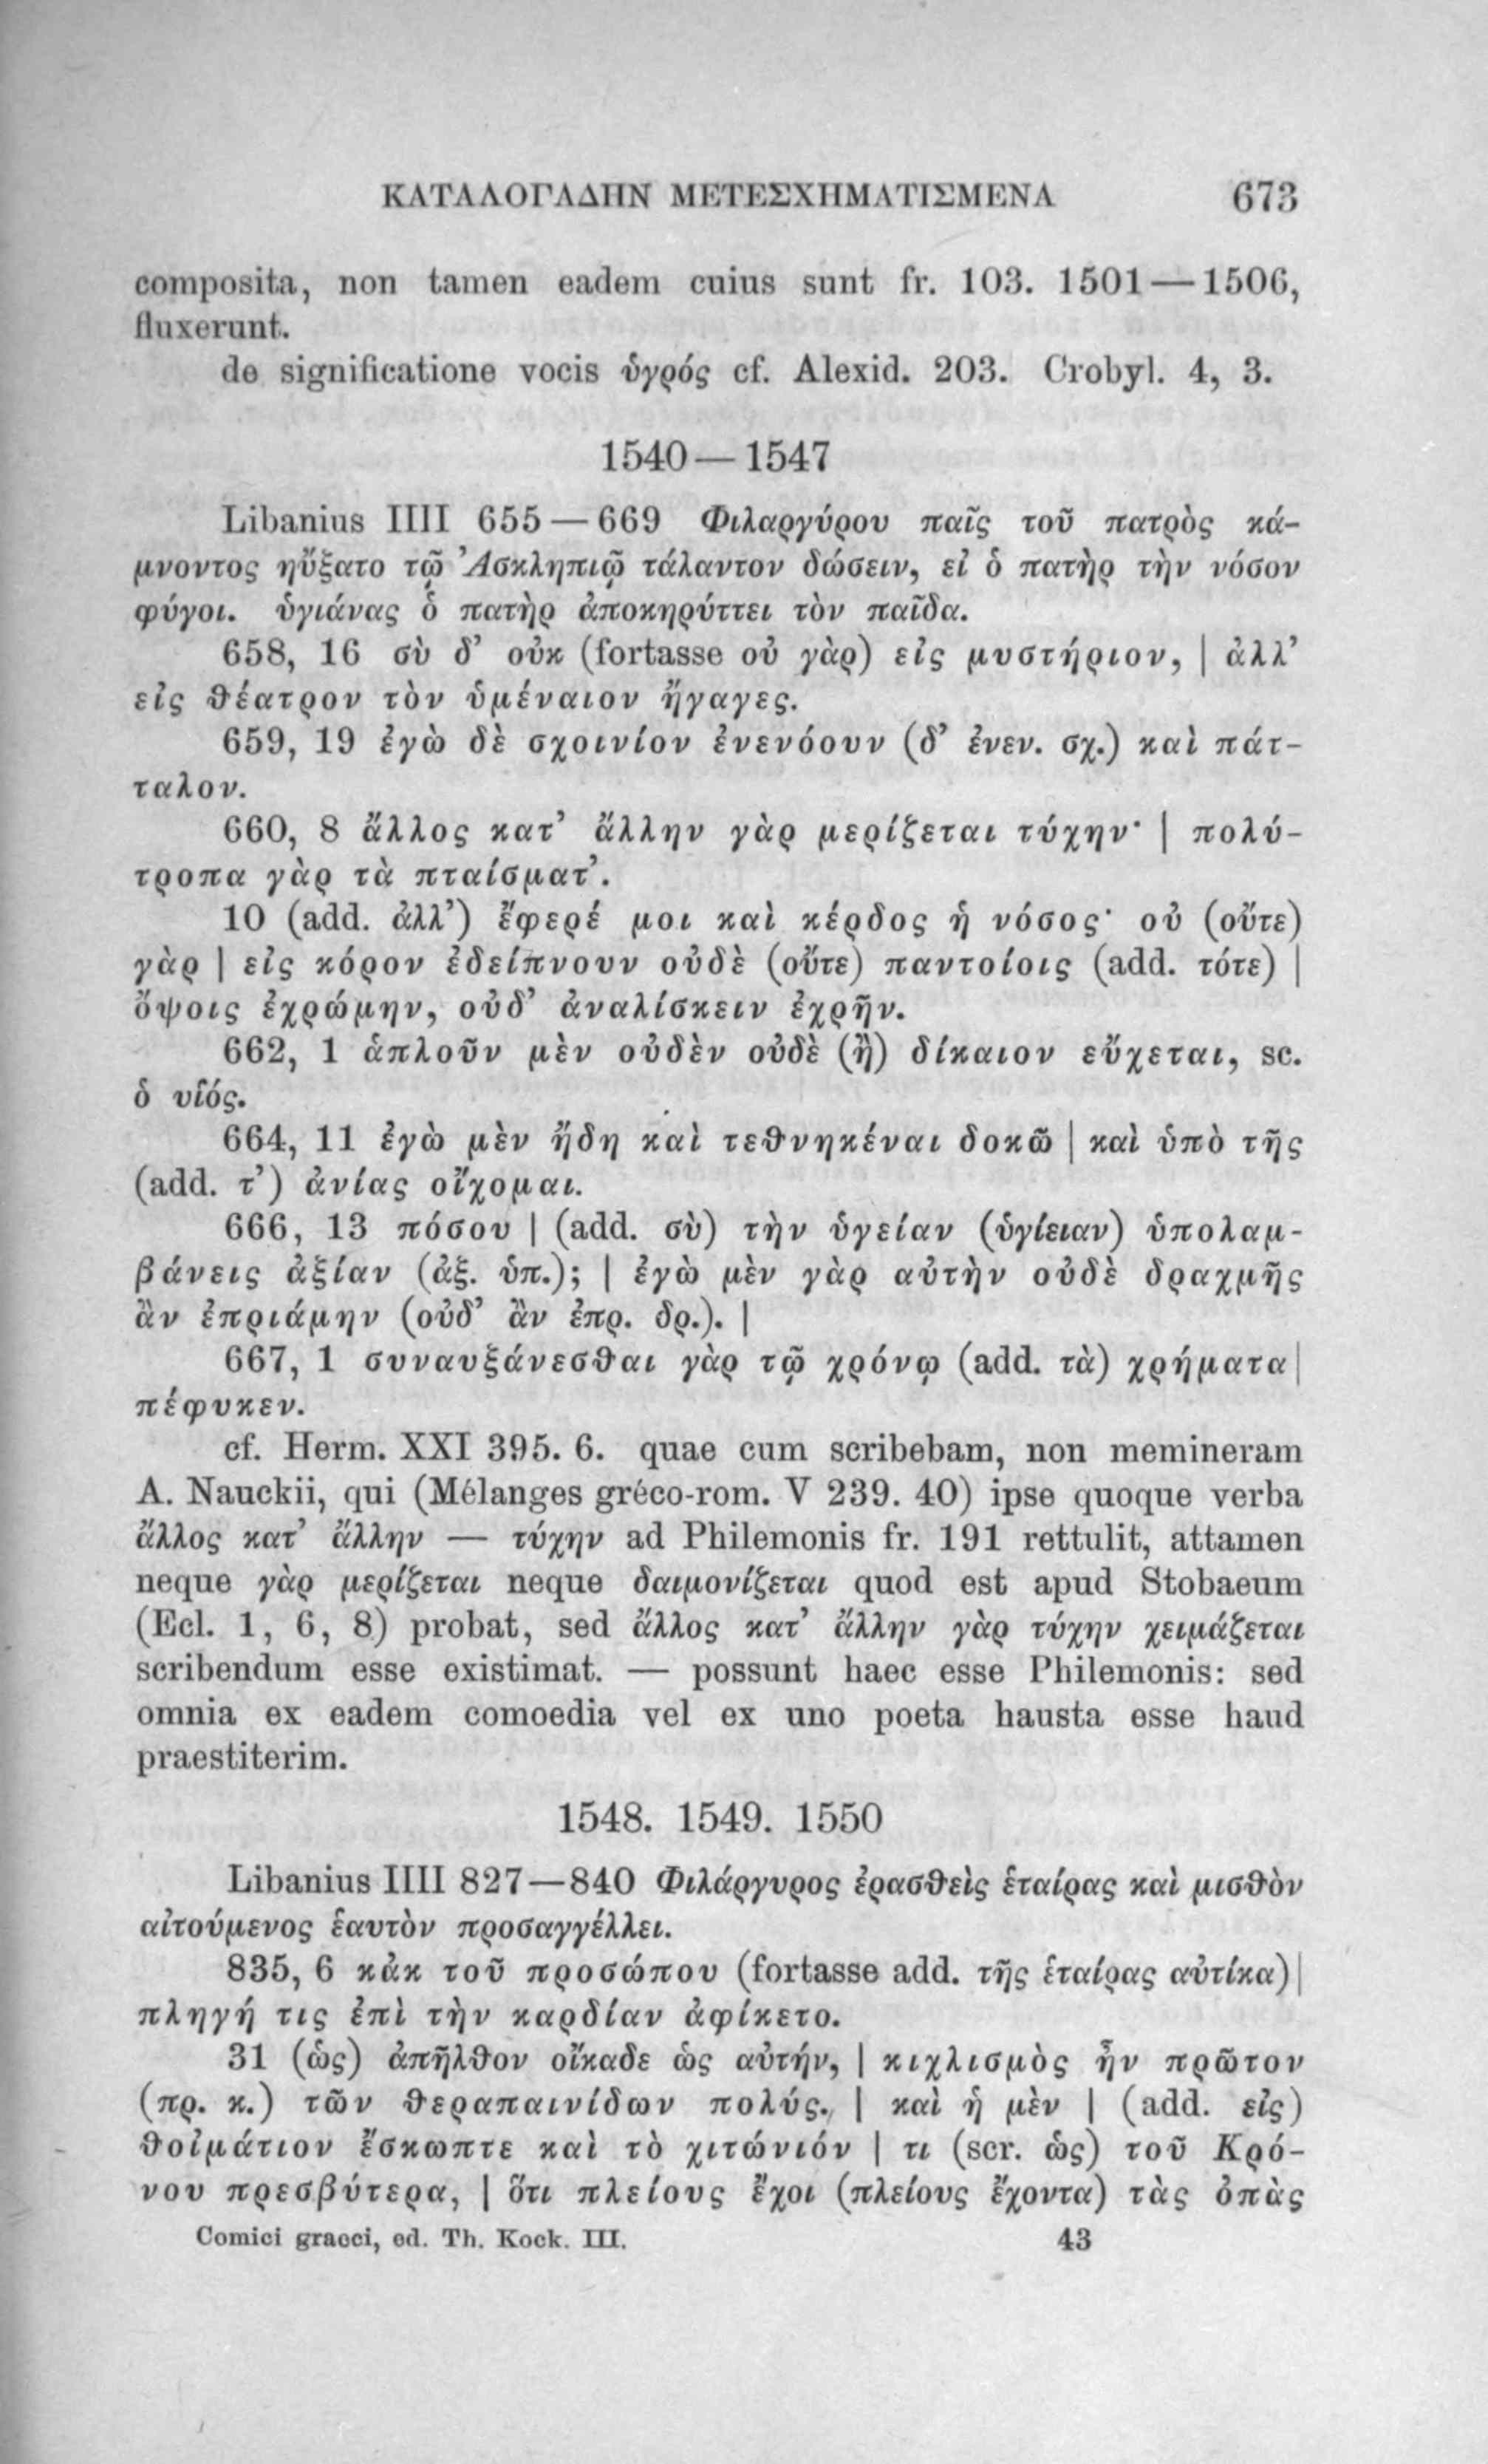 ΚΑΤΑΛΟΓΑΔΗΝ ΜΕΤΕΣΧΗΜΑΤΙΣΜΕΝΑ 673
composita, non tamen eadem cuius sunt fr. 103. 1501—1506,
fluxerunt.
de significatione vocis ὑγρός cf. Alexid. 203. Crobyl. 4, 3.
1540—1547
Libanius IIII 655—669 Φιλαργύρου παῖς τοῦ πατρὸς κά-
μνοντος ηὔξατο τῷ Ἀσκληπιῷ τάλαντον δώσειν, εἰ ὁ πατὴρ τὴν νόσον
φύγοι. ὑγιάνας ὁ πατὴρ ἀποκηρύττει τὸν παῖδα.
658, 16 σὺ δ’ οὐκ (fortasse οὐ γὰρ) εἰς μυστήριον, | ἀλλ’
εἰς θέατρον τὸν ὑμέναιον ἤγαγες.
659, 19 ἐγὼ δὲ σχοινίον ἐνενόουν (δ’ ἐνεν. σχ.) καὶ πάτ-
ταλον.
660, 8 ἄλλος κατ’ ἄλλην γὰρ μερίζεται τύχην· | πολύ-
τροπα γὰρ τὰ πταίσματ’.
10 (add. ἀλλ’) ἔφερέ μοι καὶ κέρδος ἡ νόσος· οὐ (οὔτε)
γὰρ | εἰς κόρον ἐδείπνουν οὐδὲ (οὔτε) παντοίοις (add. τότε) |
ὄψοις ἐχρώμην, οὐδ’ ἀναλίσκειν ἐχρῆν.
662, 1 ἁπλοῦν μὲν οὐδὲν οὐδὲ (ἢ) δίκαιον εὔχεται, sc.
ὁ υἱός.
664, 11 ἐγὼ μὲν ἤδη καὶ τεθνηκέναι δοκῶ | καὶ ὑπὸ τῆς
(add. τ’) ἀνίας οἴχομαι.
666, 13 πόσου | (add. σὺ) τὴν ὑγείαν (ὑγίειαν) ὑπολαμ-
βάνεις ἀξίαν (ἀξ. ὑπ.); | ἐγὼ μὲν γὰρ αὐτὴν οὐδὲ δραχμῆς
ἂν ἐπριάμην (οὐδ’ ἂν ἐπρ. δρ.). |
667, 1 συναυξάνεσθαι γὰρ τῷ χρόνῳ (add. τὰ) χρήματα |
πέφυκεν.
cf. Herm. XXI 395. 6. quae cum scribebam, non memineram
A. Nauckii, qui (Mélanges gréco-rom. V 239. 40) ipse quoque verba
ἄλλος κατ’ ἄλλην — τύχην ad Philemonis fr. 191 rettulit, attamen
neque γὰρ μερίζεται neque δαιμονίζεται quod est apud Stobaeum
(Ecl. 1, 6, 8) probat, sed ἄλλος κατ’ ἄλλην γὰρ τύχην χειμάζεται
scribendum esse existimat. — possunt haec esse Philemonis: sed
omnia ex eadem comoedia vel ex uno poeta hausta esse haud
praestiterim.
1548. 1549. 1550
Libanius IIII 827—840 Φιλάργυρος ἐρασθεὶς ἑταίρας καὶ μισθὸν
αἰτούμενος ἑαυτὸν προσαγγέλλει.
835, 6 κἀκ τοῦ προσώπου (fortasse add. τῆς ἑταίρας αὐτίκα) |
πληγή τις ἐπὶ τὴν καρδίαν ἀφίκετο.
31 (ὡς) ἀπῆλθον οἴκαδε ὡς αὐτήν, | κιχλισμὸς ἦν πρῶτον
(πρ. κ.) τῶν θεραπαινίδων πολύς., | καὶ ἡ μὲν | (add. εἰς)
θοἰμάτιον ἔσκωπτε καὶ τὸ χιτώνιόν | τι (scr. ὡς) τοῦ Κρό-
νου πρεσβύτερα, | ὅτι πλείους ἔχοι (πλείους ἔχοντα) τὰς ὀπὰς
Comici graeci, ed. Th. Kock. III. 43